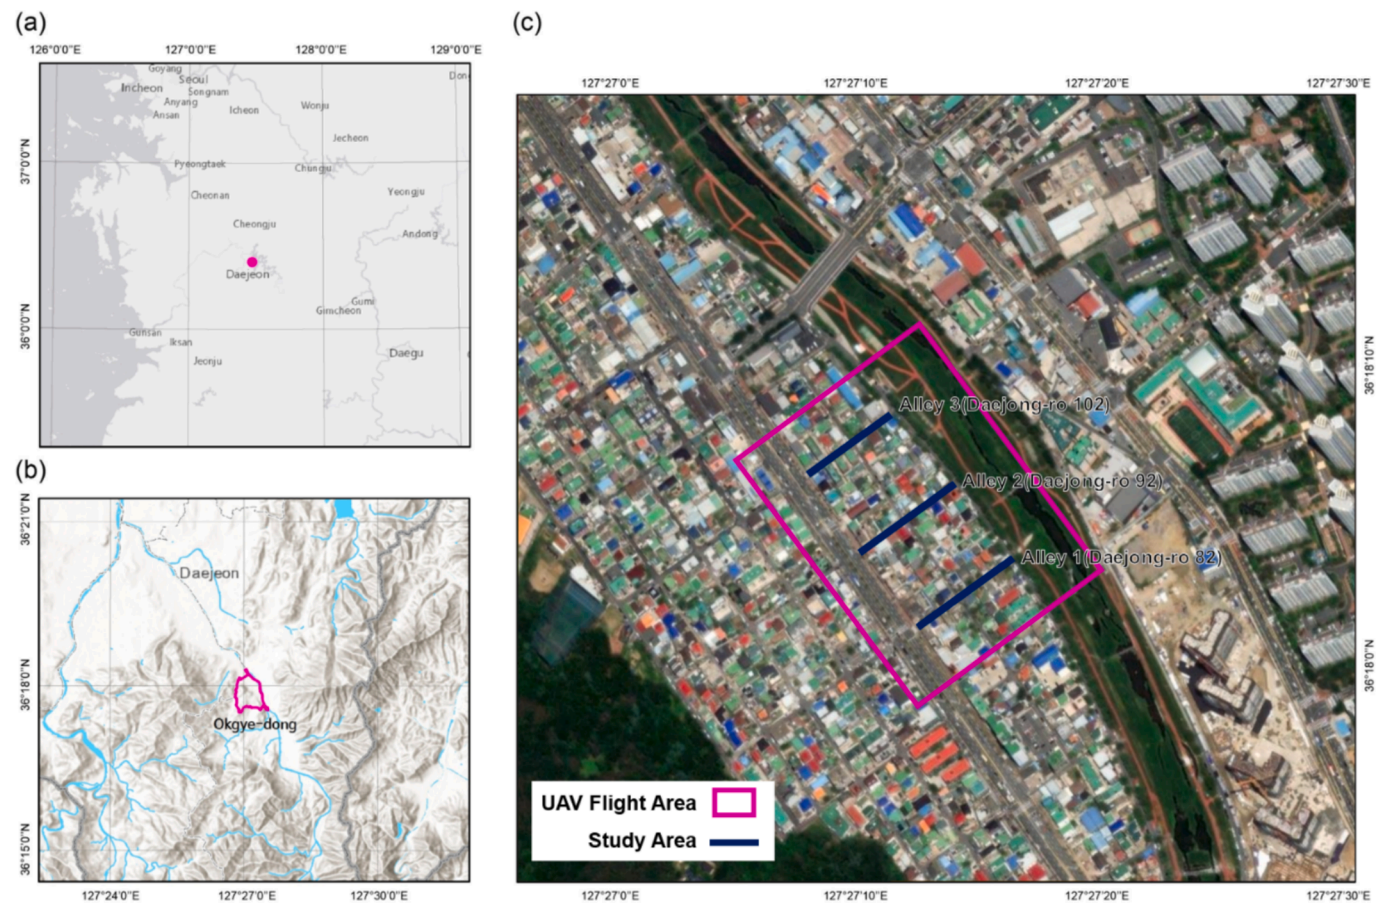 (a)
126°0'0"E
127°0'0"E
128°0'0"E
129°0'0"E
37°0'0"N
36°0'0"N
Goyang
Seoul
Incheon
Songnam
Anyang
Ansan
Icheon
Wonju
Jecheon
Pyeongtaek
Chungju
Cheonan
Yeongju
Cheongju
Andong
Daejeon
Gumi
Gimcheon
Gunsan
Iksan
Jeonju
Daegu
Don
(b)
36°21'0"N
36°18'0"N
36°15'0"N
Daejeon
Okgye-dong
127°24'0"E
127°27'0"E
127°30'0"E
(c)
127°27'0"E
127°27'10"E
127°27'20"E
127°27'30"E
Alley 3(Daejong-ro 102)
Alley 2(Daejong-ro 92)
Alley 1(Daejong-ro 82)
36°18'10"N
36°18'0"N
UAV Flight Area
Study Area
127°27'0"E
127°27'10"E
127°27'20"E
127°27'30"E